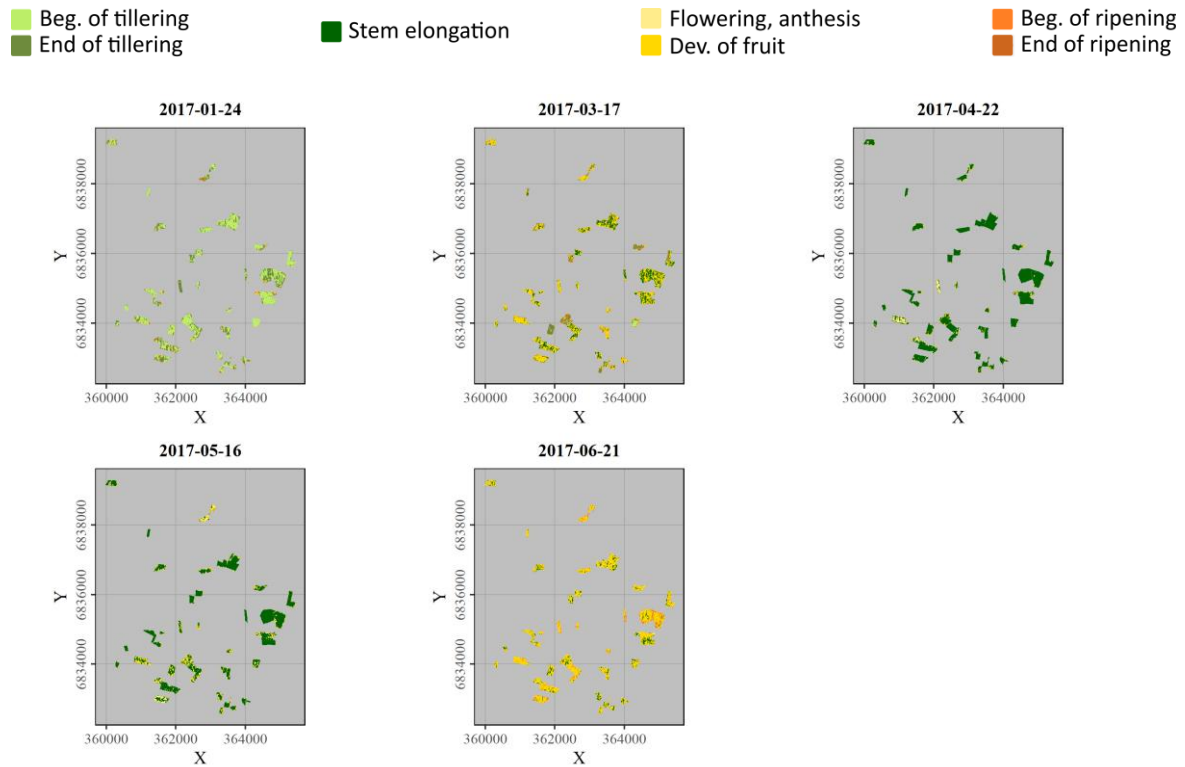 Beg. of tillering
End of tillering
Stem elongation
Flowering, anthesis
Dev. of fruit
Beg. of ripening
End of ripening
2017-01-24
2017-03-17
2017-04-22
Y
6838000
6836000
6834000
360000 362000 364000
X
Y
6838000
6836000
6834000
360000 362000 364000
X
Y
6838000
6836000
6834000
360000 362000 364000
X
2017-05-16
2017-06-21
Y
6838000
6836000
6834000
360000 362000 364000
X
Y
6838000
6836000
6834000
360000 362000 364000
X